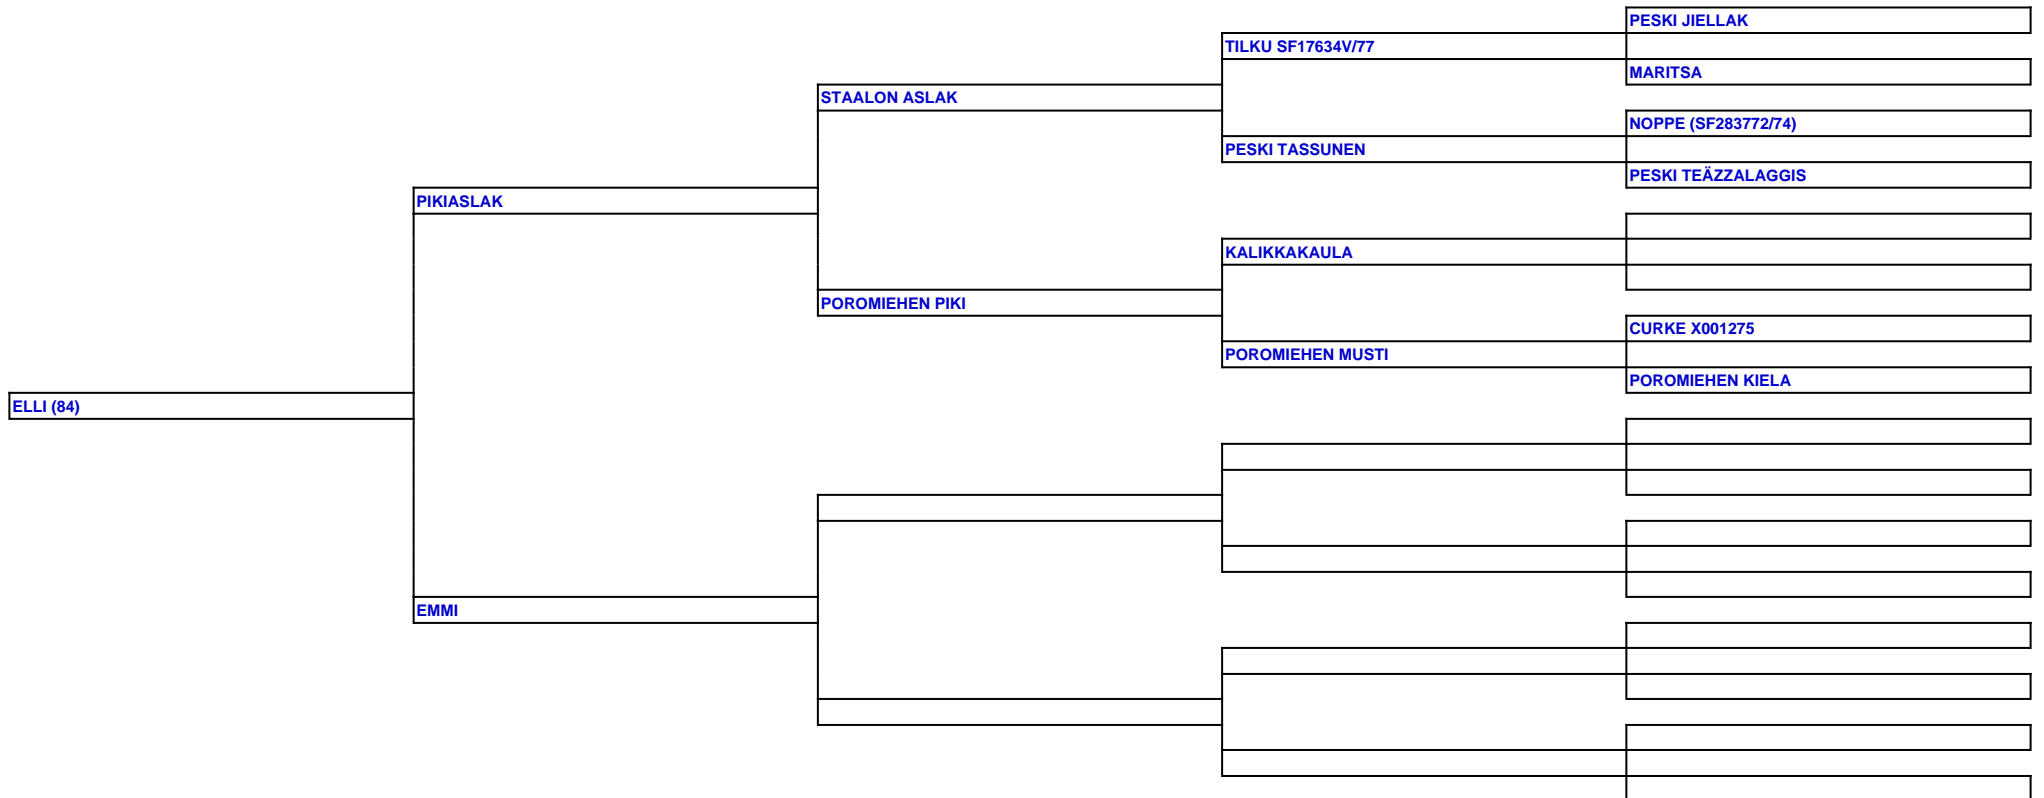 PESKI JIELLAK
TILKU SF17634V/77
MARITSA
STAALON ASLAK
NOPPE (SF283772/74)
PESKI TASSUNEN
PESKI TEÄZZALAGGIS
PIKIASLAK
KALIKKAKAULA
POROMIEHEN PIKI
CURKE X001275
POROMIEHEN MUSTI
POROMIEHEN KIELA
ELLI (84)
EMMI